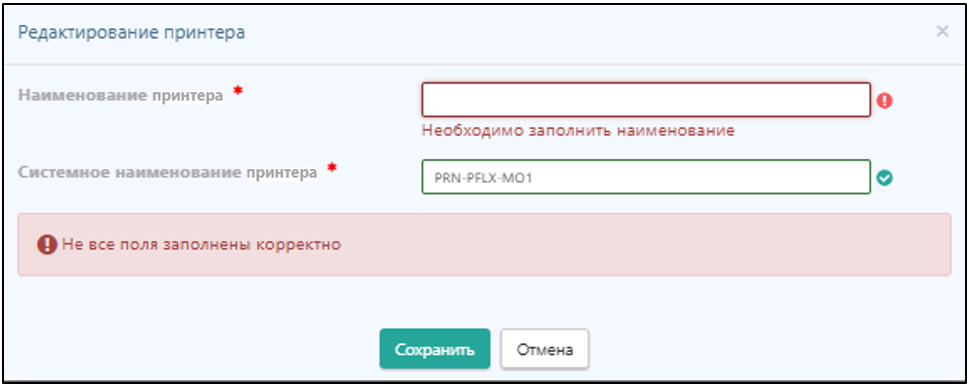 Редактирование принтера ×
Наименование принтера *
Необходимо заполнить наименование
Системное наименование принтера * PRN-PFLX-MO1
Не все поля заполнены корректно
Сохранить Отмена